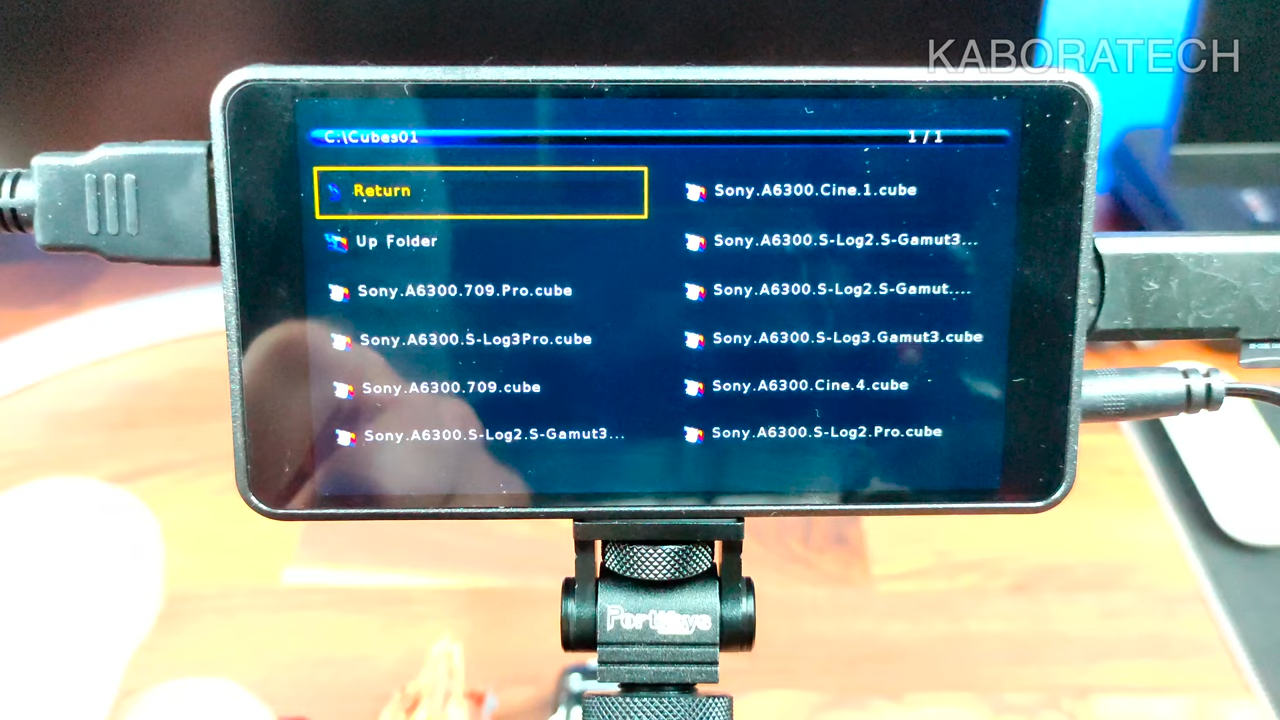 KABORATECH
C:\Cubes01 1 / 1
Return
Up Folder
Sony.A6300.709.Pro.cube
Sony.A6300.S-Log3Pro.cube
Sony.A6300.709.cube
Sony.A6300.S-Log2.S-Gamut3...
Sony.A6300.Cine.1.cube
Sony.A6300.S-Log2.S-Gamut3...
Sony.A6300.S-Log2.S-Gamut....
Sony.A6300.S-Log3.Gamut3.cube
Sony.A6300.Cine.4.cube
Sony.A6300.S-Log2.Pro.cube
PortKeys